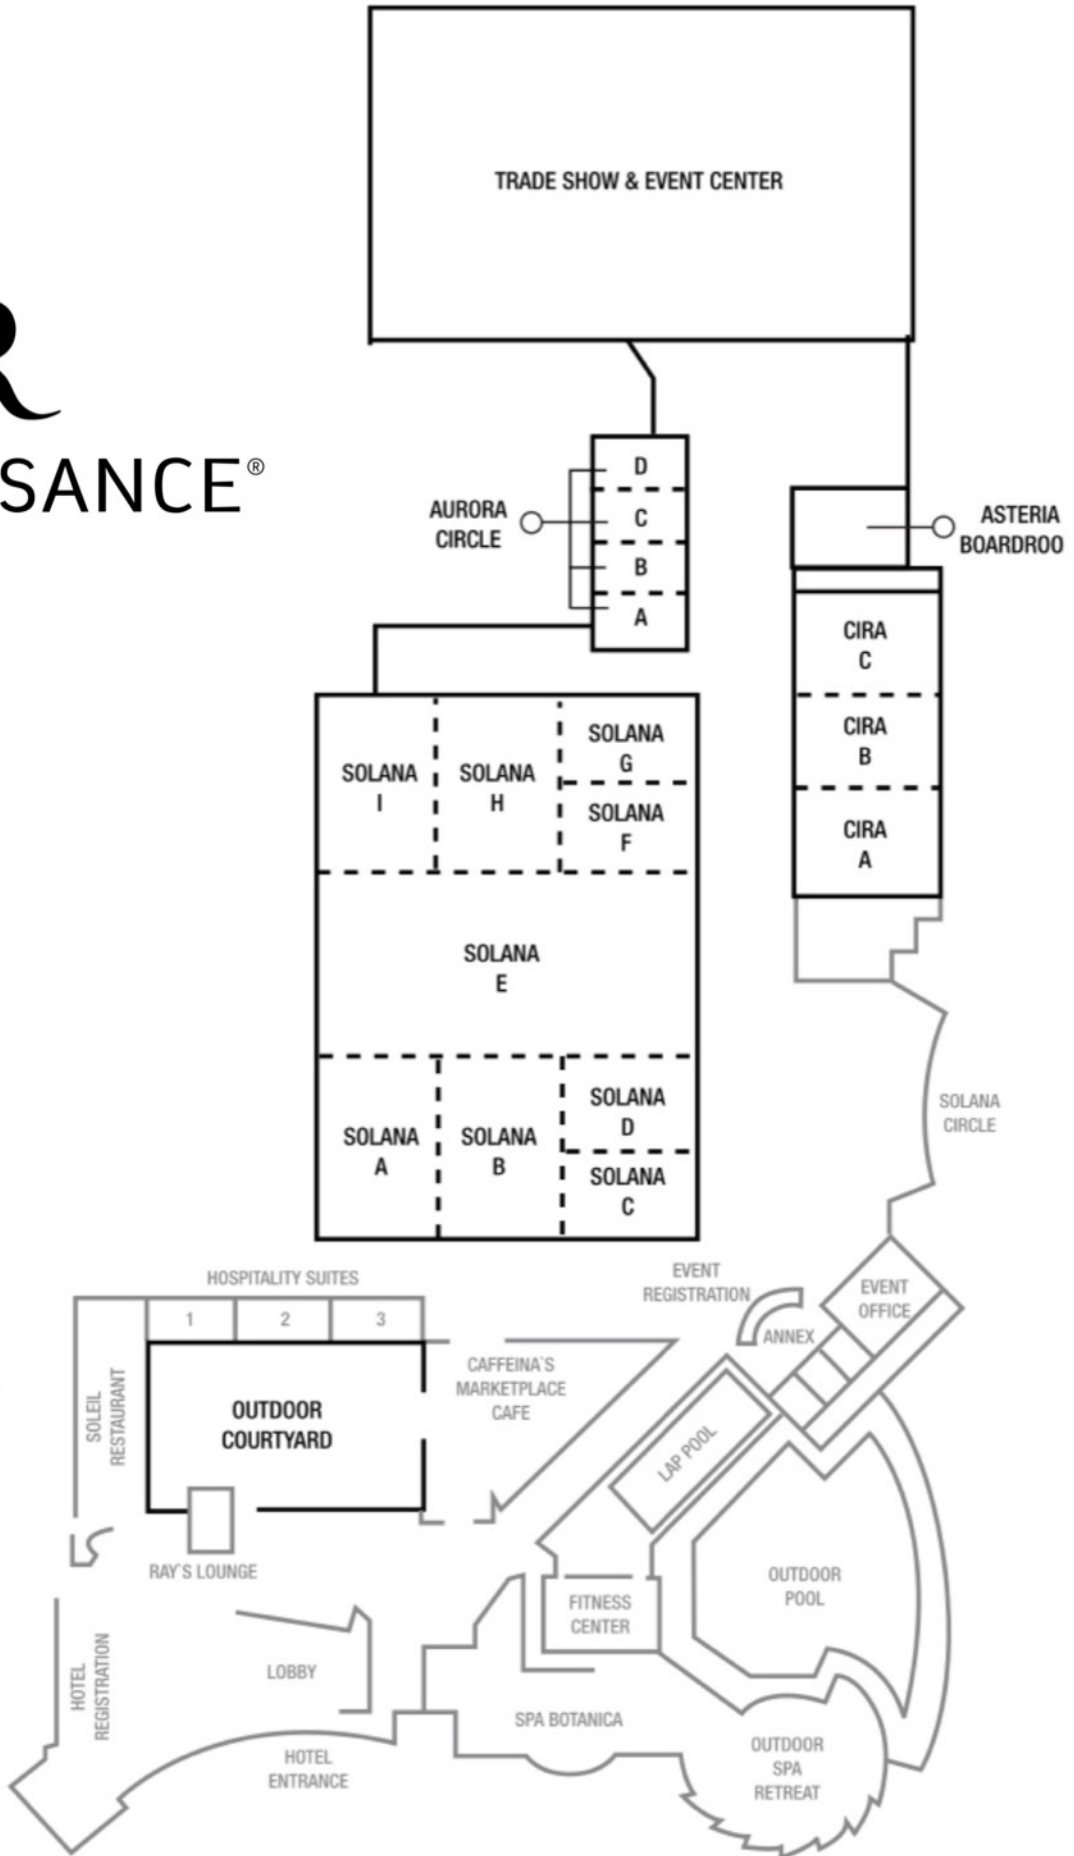 TRADE SHOW & EVENT CENTER
R
SANCE®
D
C
B
A
AURORA
CIRCLE
ASTERIA
BOARDROO
CIRA
C
CIRA
B
CIRA
A
SOLANA
I
SOLANA
H
SOLANA
G
SOLANA
F
SOLANA
E
SOLANA
A
SOLANA
B
SOLANA
D
SOLANA
C
SOLANA
CIRCLE
HOSPITALITY SUITES
1
2
3
SOLEIL
RESTAURANT
OUTDOOR
COURTYARD
CAFFEINA`S
MARKETPLACE
CAFE
EVENT
REGISTRATION
ANNEX
EVENT
OFFICE
LAP POOL
RAY`S LOUNGE
FITNESS
CENTER
OUTDOOR
POOL
HOTEL
REGISTRATION
LOBBY
HOTEL
ENTRANCE
SPA BOTANICA
OUTDOOR
SPA
RETREAT